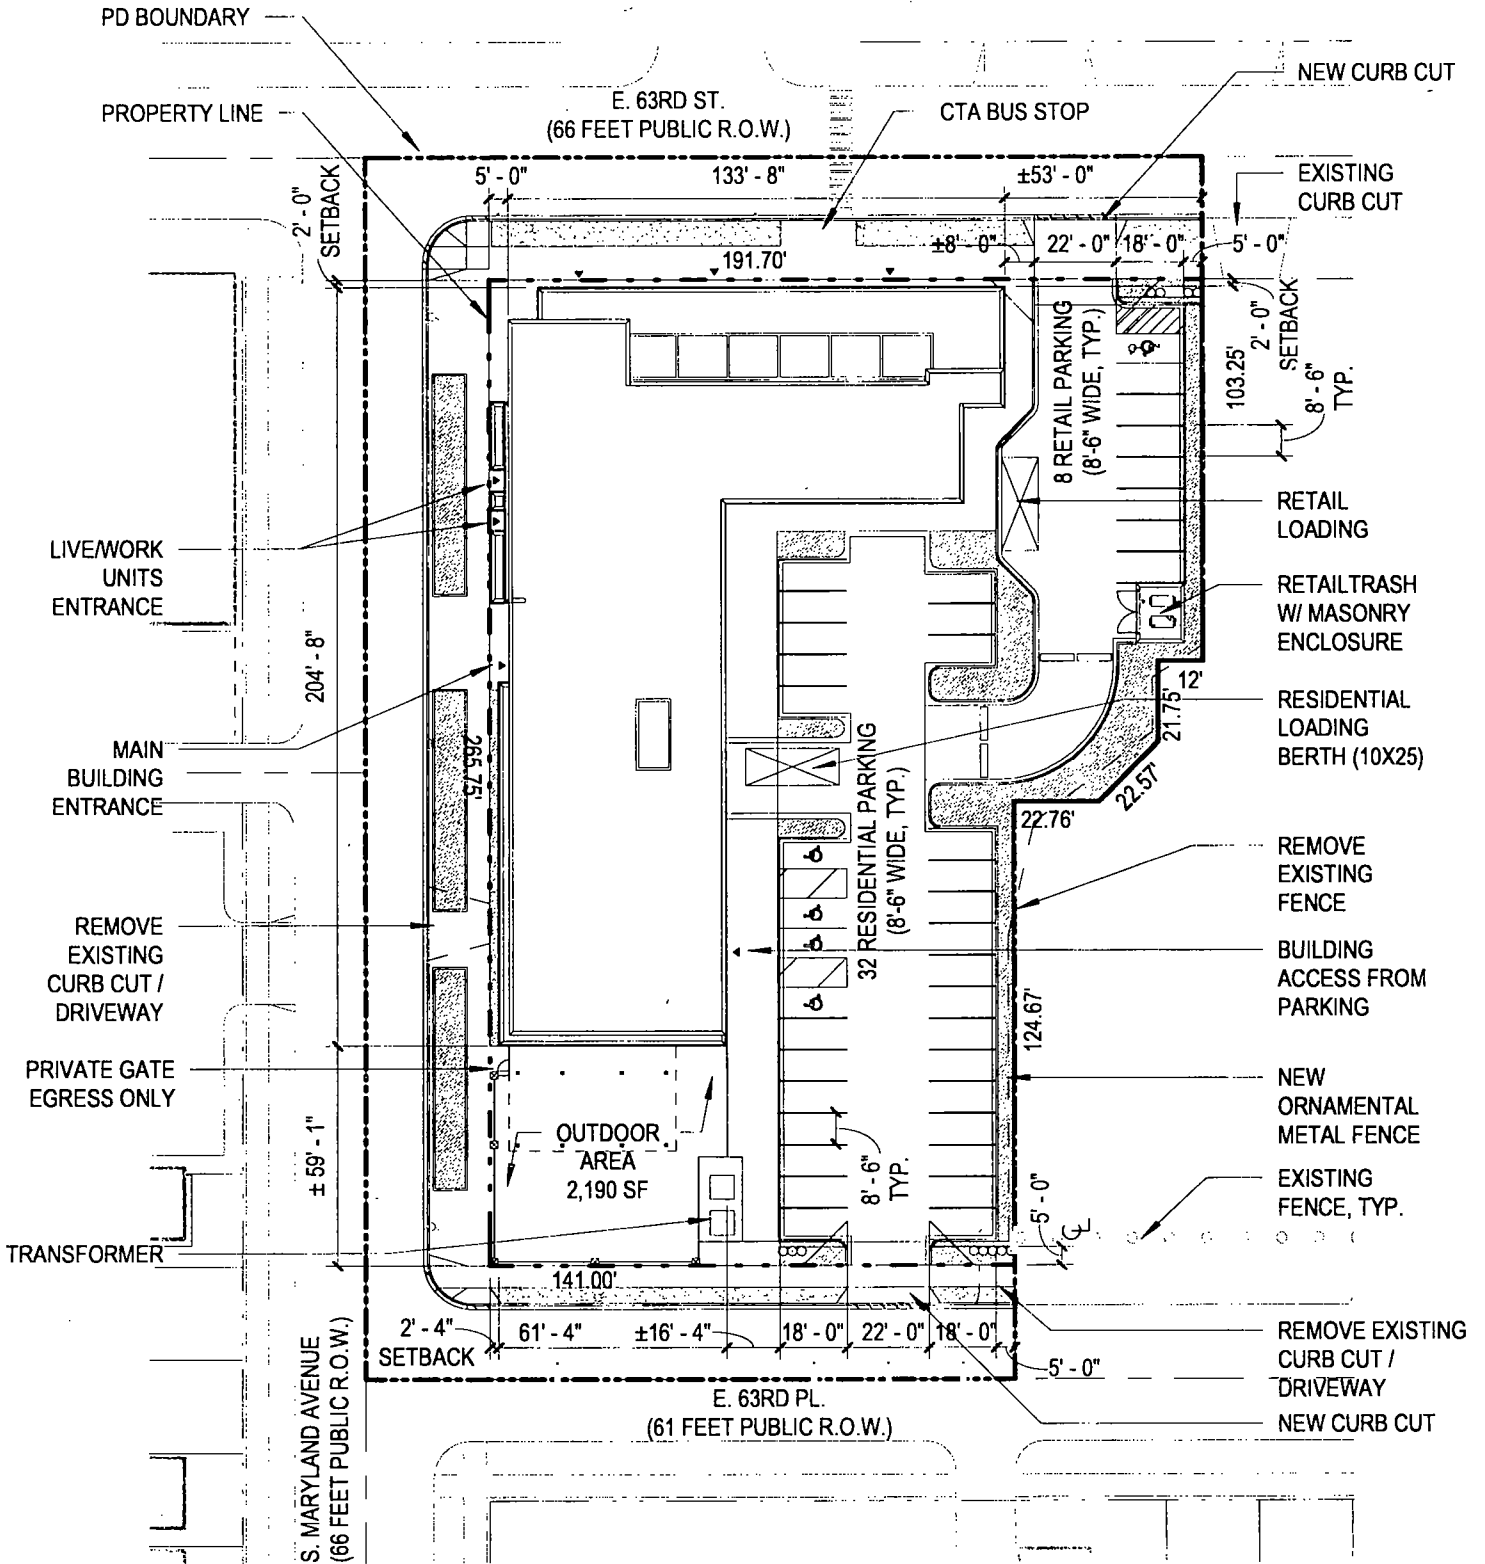 PD BOUNDARY
NEW CURB CUT
E. 63RD ST.
(66 FEET PUBLIC R.O.W.)
PROPERTY LINE
CTA BUS STOP
EXISTING
CURB CUT
2' - 0"
SETBACK
5' - 0"
133' - 8"
±53' - 0"
±8' - 0"
22' - 0"
18' - 0"
5' - 0"
191.70'
2' - 0"
SETBACK
103.25'
8' - 6"
TYP.
8 RETAIL PARKING
(8'-6" WIDE, TYP.)
RETAIL
LOADING
LIVE/WORK
UNITS
ENTRANCE
RETAILTRASH
W/ MASONRY
ENCLOSURE
204' - 8"
12'
21.75'
RESIDENTIAL
LOADING
BERTH (10X25)
MAIN
BUILDING
ENTRANCE
265.75'
22.57'
22.76'
32 RESIDENTIAL PARKING
(8'-6" WIDE, TYP.)
REMOVE
EXISTING
FENCE
REMOVE
EXISTING
CURB CUT /
DRIVEWAY
BUILDING
ACCESS FROM
PARKING
124.67'
PRIVATE GATE
EGRESS ONLY
NEW
ORNAMENTAL
METAL FENCE
± 59' - 1"
OUTDOOR
AREA
2,190 SF
8' - 6"
TYP.
5' - 0"
EXISTING
FENCE, TYP.
TRANSFORMER
141.00'
2' - 4"
SETBACK
61' - 4"
±16' - 4"
18' - 0"
22' - 0"
18' - 0"
5' - 0"
REMOVE EXISTING
CURB CUT /
DRIVEWAY
E. 63RD PL.
(61 FEET PUBLIC R.O.W.)
NEW CURB CUT
S. MARYLAND AVENUE
(66 FEET PUBLIC R.O.W.)